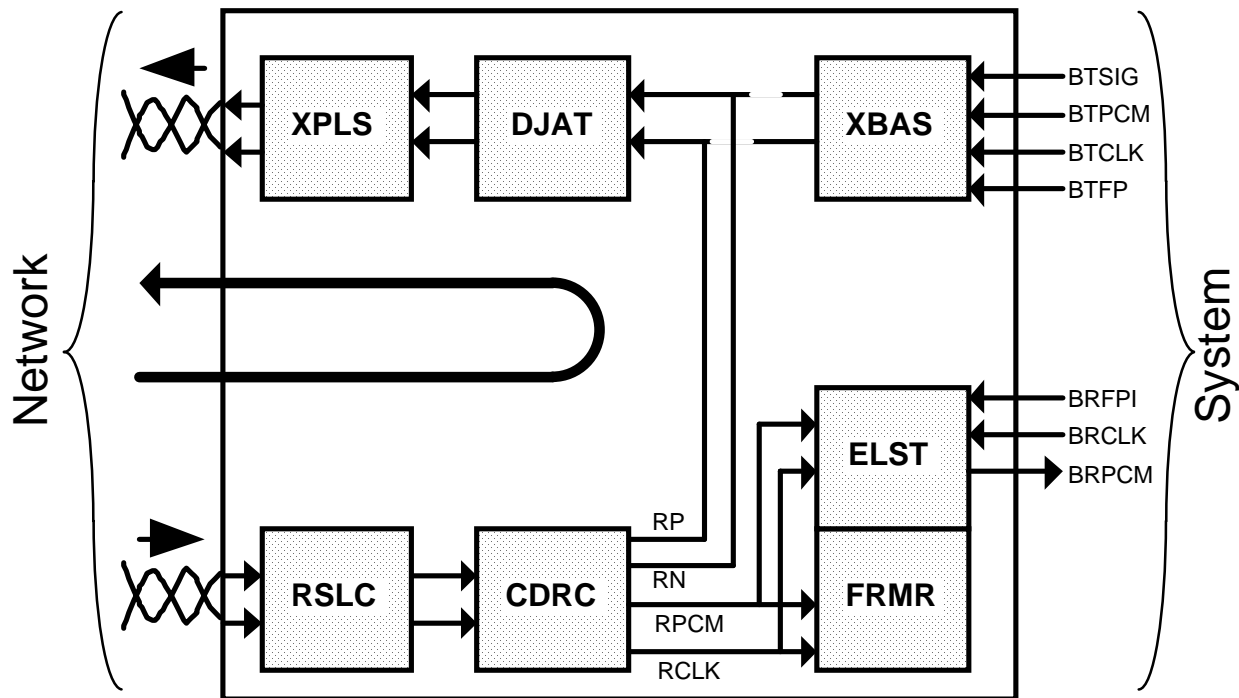 XPLS
DJAT
XBAS
BTSIG
BTPCM
BTCLK
BTFP
Network
System
ELST
BRFPI
BRCLK
BRPCM
RSLC
CDRC
RP
RN
RPCM
RCLK
FRMR